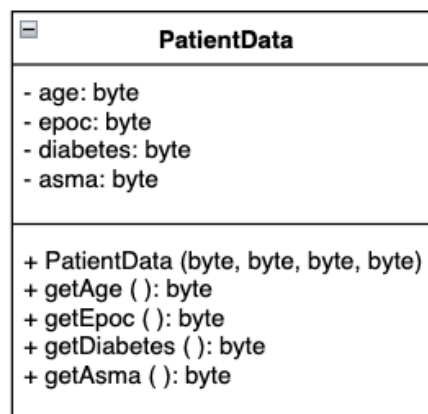 PatientData
- age: byte
- epoc: byte
- diabetes: byte
- asma: byte
+ PatientData (byte, byte, byte, byte)
+ getAge ( ): byte
+ getEpoc ( ): byte
+ getDiabetes ( ): byte
+ getAsma ( ): byte